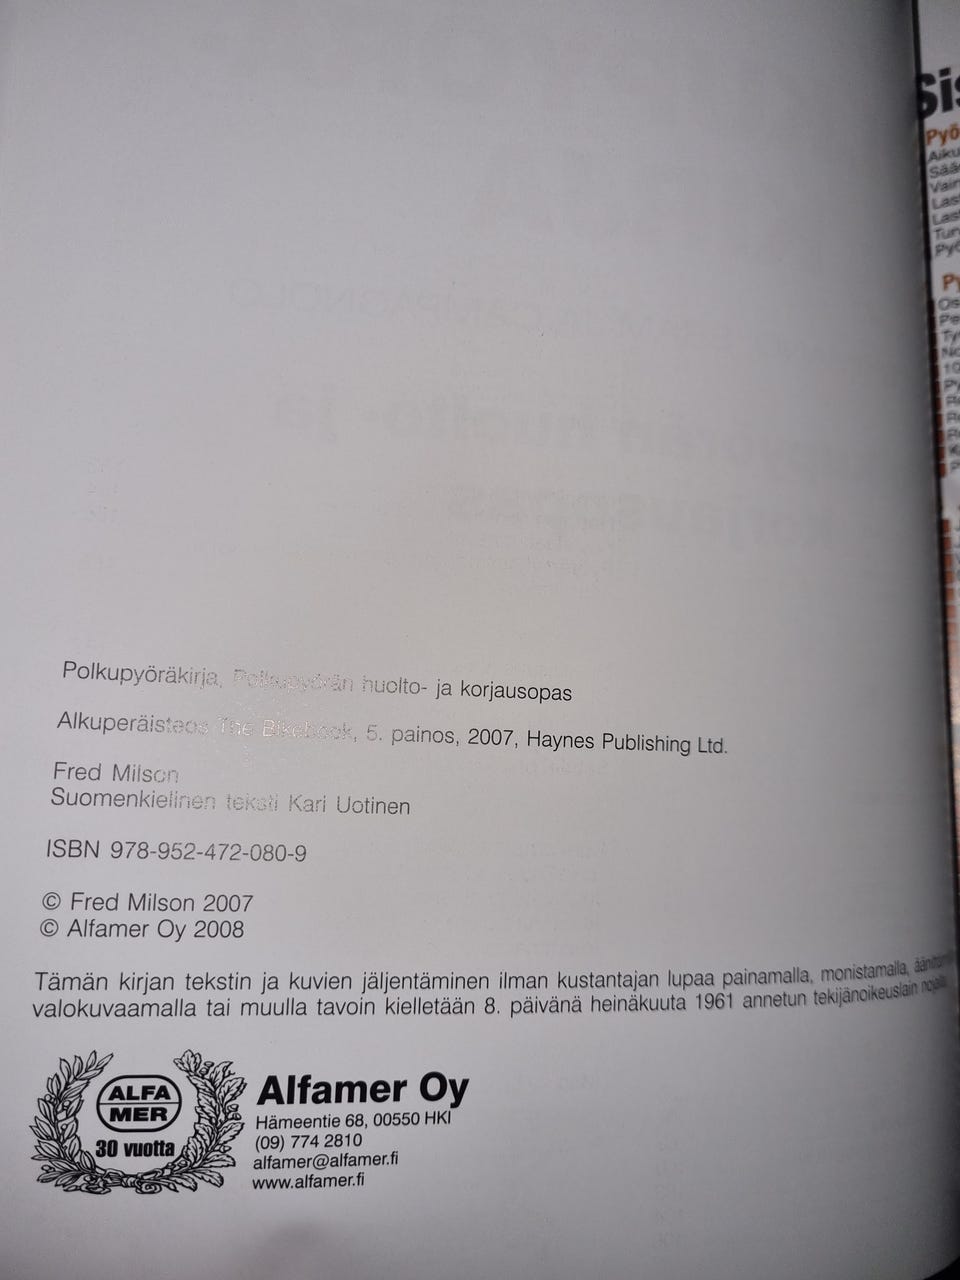 Polkupyöräkirja, Polkupyörän huolto- ja korjausopas
Alkuperäisteos The Bikebook, 5. painos, 2007, Haynes Publishing Ltd.
Fred Milson
Suomenkielinen teksti Kari Uotinen
ISBN 978-952-472-080-9
© Fred Milson 2007
© Alfamer Oy 2008
Tämän kirjan tekstin ja kuvien jäljentäminen ilman kustantajan lupaa painamalla, monistamalla,
valokuvaamalla tai muulla tavoin kielletään 8. päivänä heinäkuuta 1961 annetun tekijänoikeuslain nojalla.
ALFA
MER
30 vuotta
Alfamer Oy
Hämeentie 68, 00550 HKI
(09) 774 2810
alfamer@alfamer.fi
www.alfamer.fi